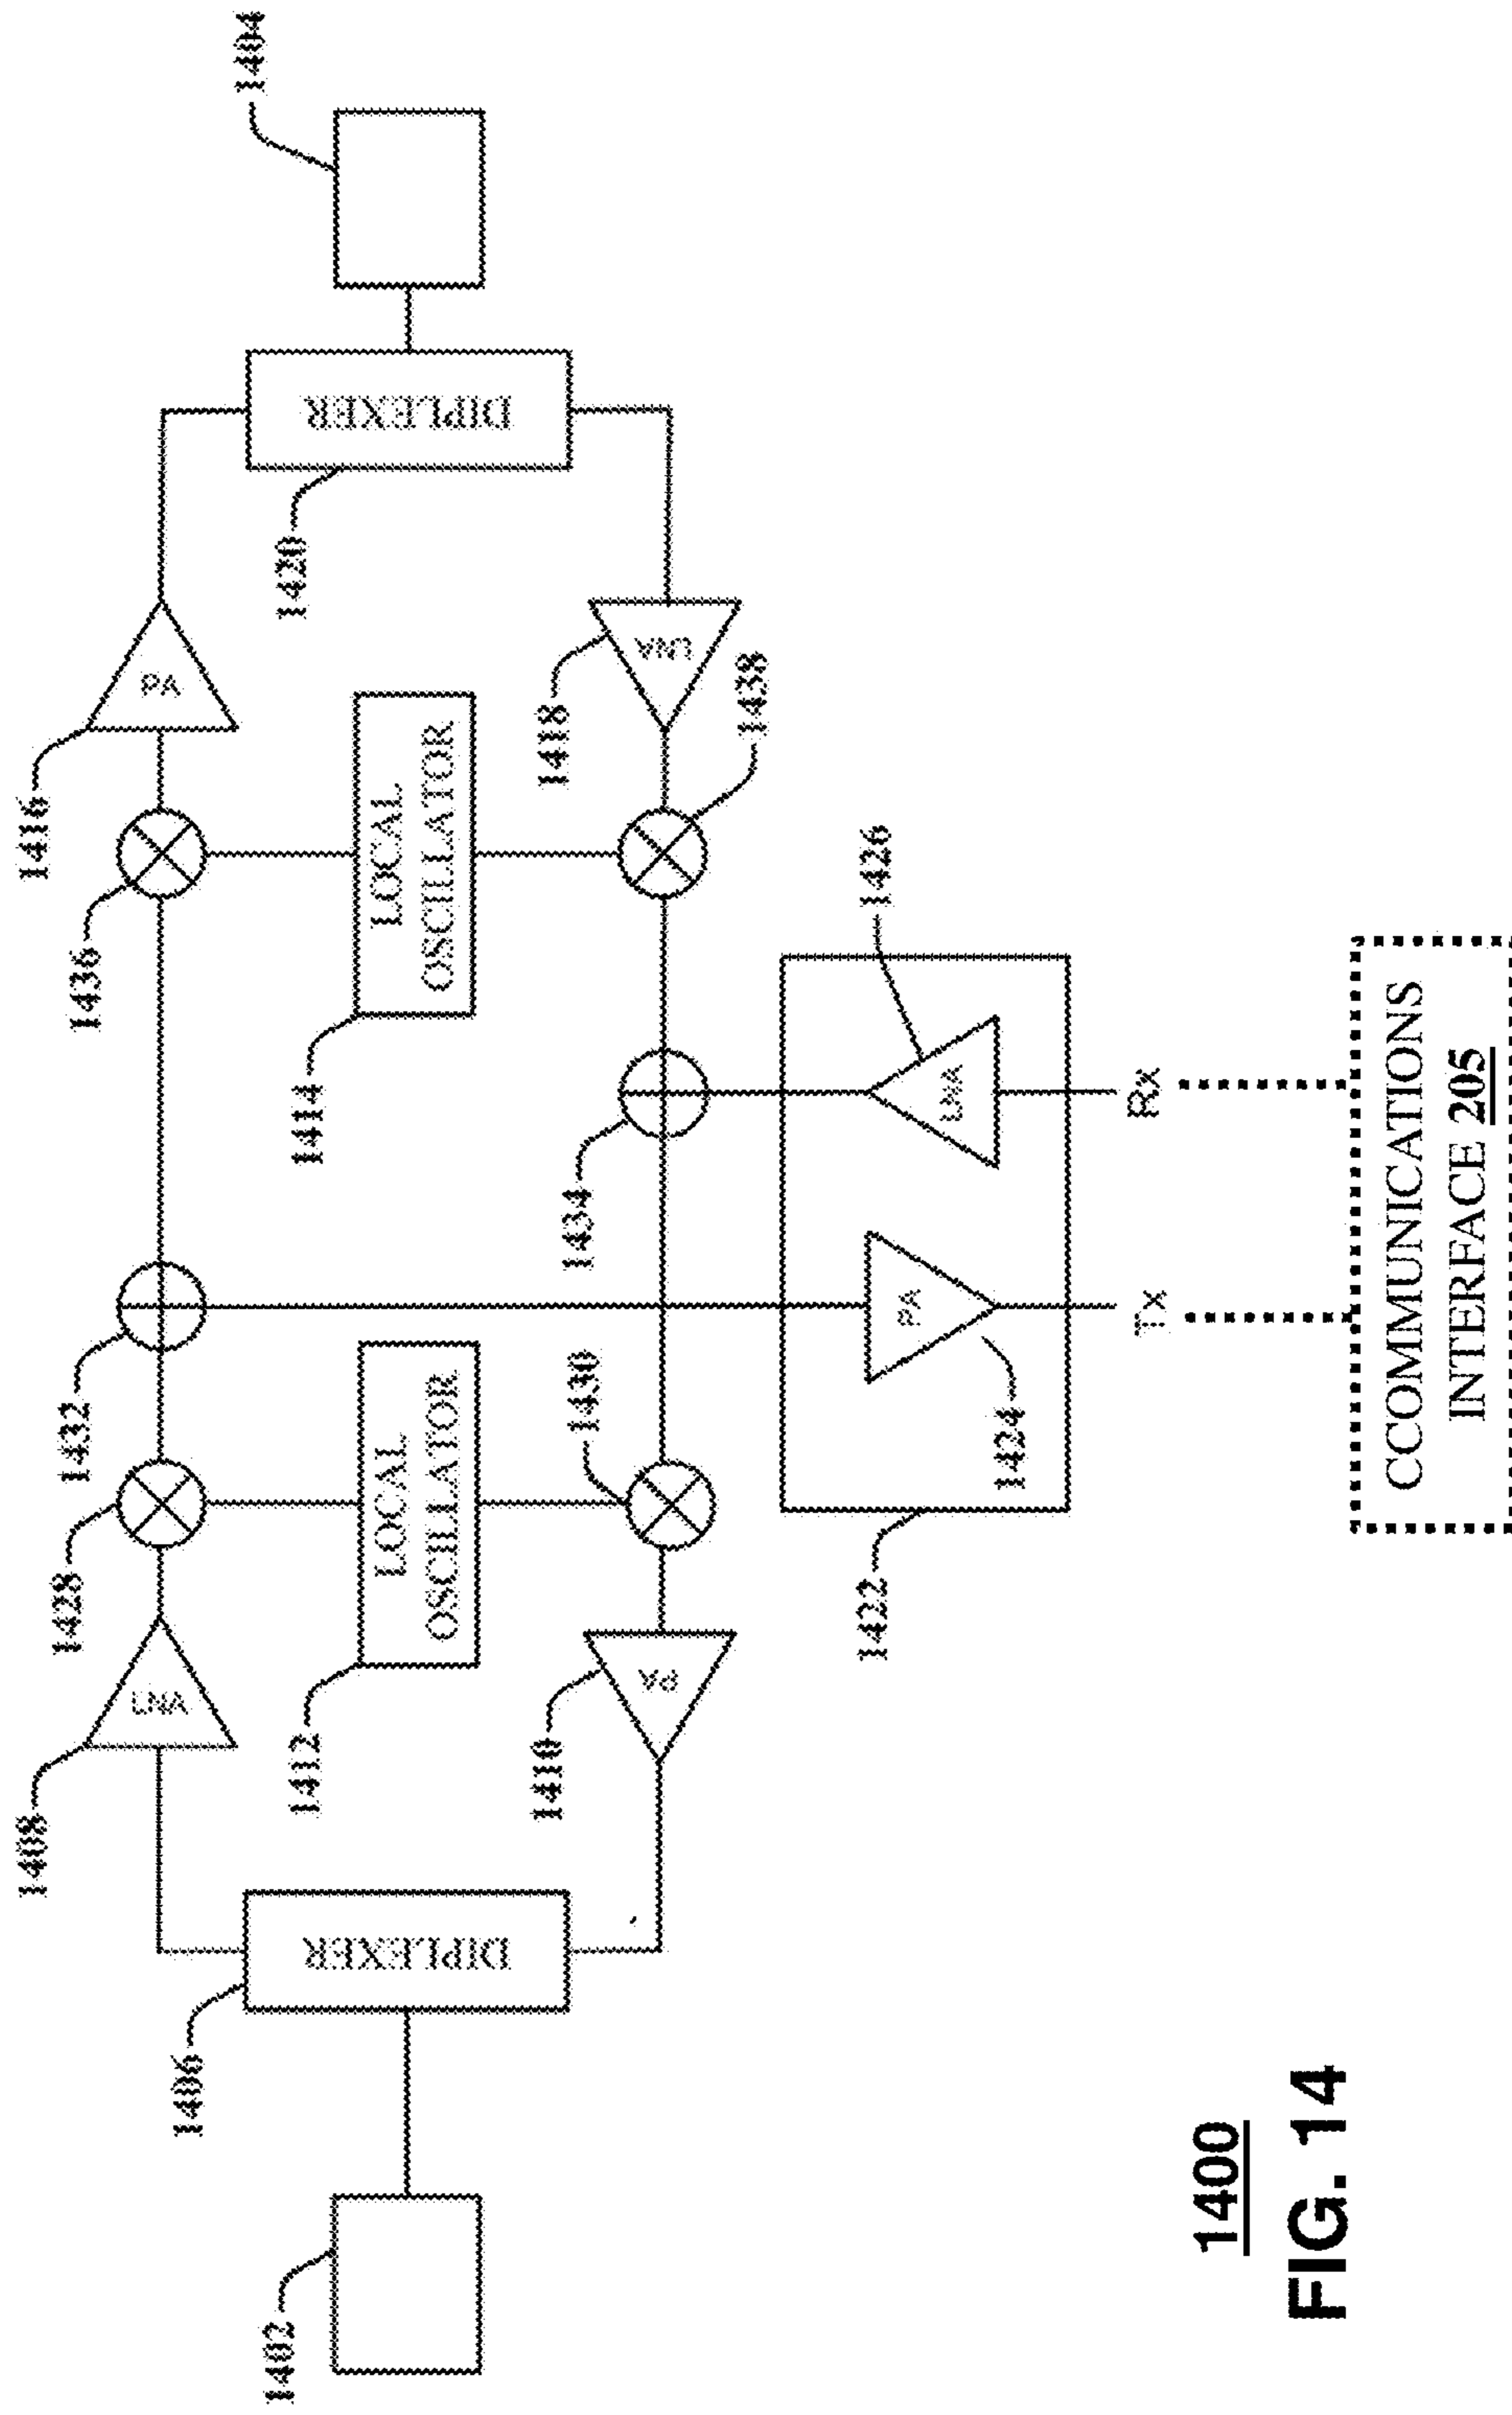 1404
1416
PA
1436
DIPLEXER
1420
LOCAL
OSCILLATOR
1414
LNA
1418
1438
1432
1434
1426
LNA
Rx
1428
LOCAL
OSCILLATOR
1412
1430
PA
1424
Tx
1422
CCOMMUNICATIONS
INTERFACE 205
1408
LNA
PA
1410
DIPLEXER
1406
1402
1400
FIG. 14